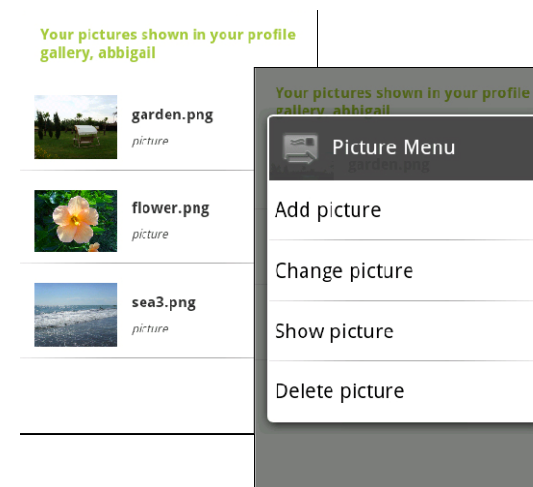 Your pictures shown in your profile
gallery, abbigail
garden.png
picture
flower.png
picture
sea3.png
picture
Your pictures shown in your profile
gallery, abbigail
Picture Menu
garden.png
Add picture
Change picture
Show picture
Delete picture